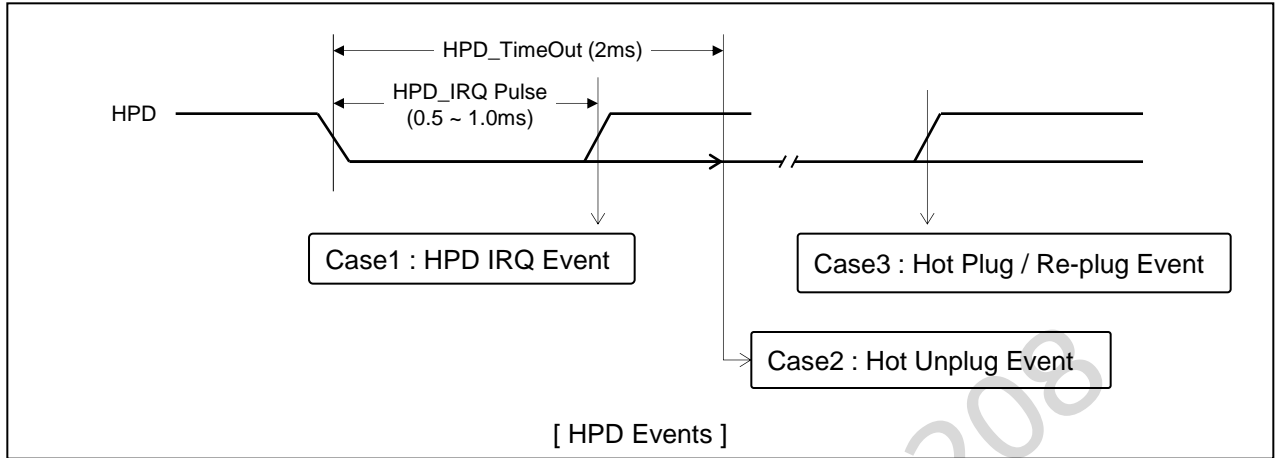 HPD_TimeOut (2ms)
HPD_IRQ Pulse
(0.5 ~ 1.0ms)
HPD
Case1 : HPD IRQ Event
Case3 : Hot Plug / Re-plug Event
Case2 : Hot Unplug Event
[ HPD Events ]
208